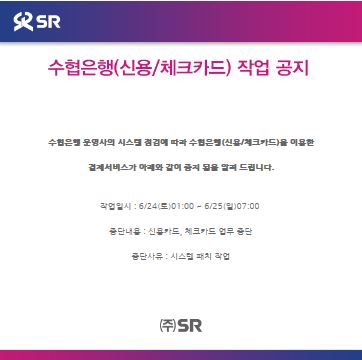 SR
수협은행(신용/체크카드) 작업 공지
수협은행 운영사의 시스템 점검에 따라 수협은행(신용/체크카드)을 이용한
결제서비스가 아래와 같이 중지 됨을 알려 드립니다.
작업일시 : 6/24(토)01:00 ~ 6/25(일)07:00
중단내용 : 신용카드, 체크카드 업무 중단
중단사유 : 시스템 패치 작업
(주)SR